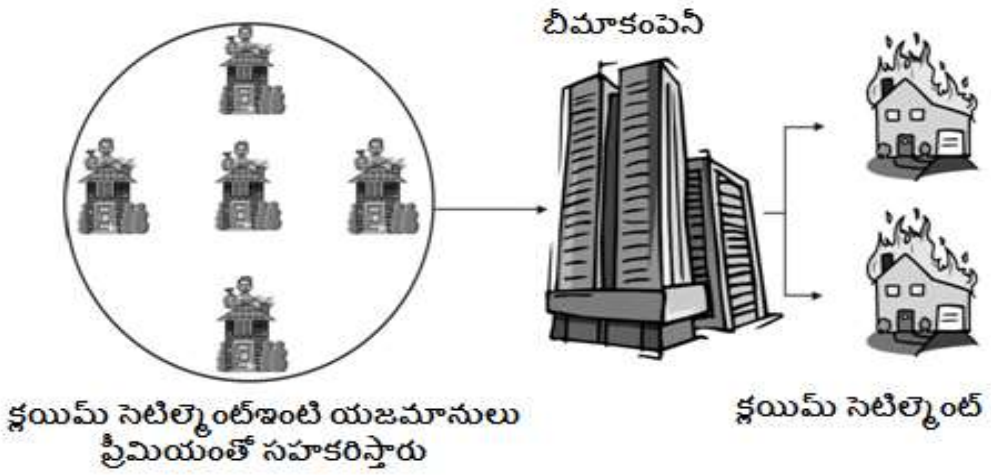 బీమాకంపెనీ
క్లయిమ్ సెటిల్మెంట్ఇంటి యజమానులు
ప్రీమియంతో సహకరిస్తారు
క్లయిమ్ సెటిల్మెంట్